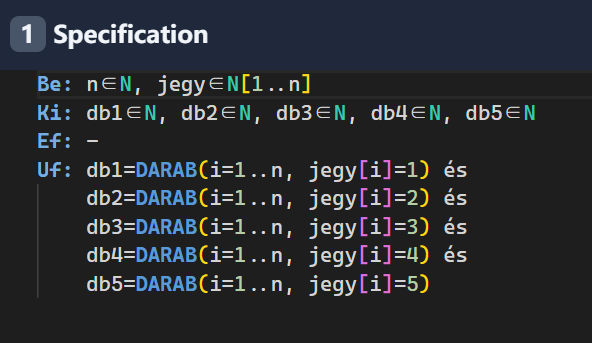 1 Specification
Be: n∈N, jegy∈N[1..n]
Ki: db1∈N, db2∈N, db3∈N, db4∈N, db5∈N
Ef: -
Uf: db1=DARAB(i=1..n, jegy[i]=1) és
db2=DARAB(i=1..n, jegy[i]=2) és
db3=DARAB(i=1..n, jegy[i]=3) és
db4=DARAB(i=1..n, jegy[i]=4) és
db5=DARAB(i=1..n, jegy[i]=5)